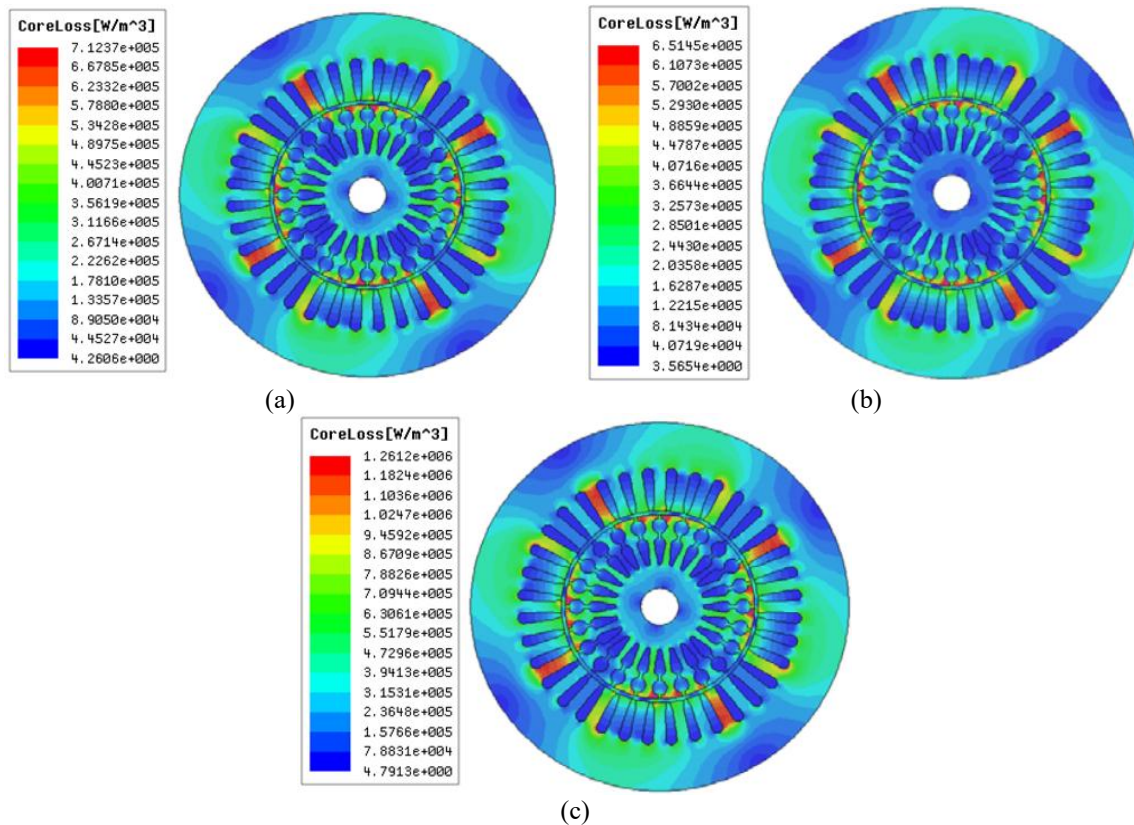 CoreLoss[W/m^3]
7.1237e+005
6.6785e+005
6.2332e+005
5.7880e+005
5.3428e+005
4.8975e+005
4.4523e+005
4.0071e+005
3.5619e+005
3.1166e+005
2.6714e+005
2.2262e+005
1.7810e+005
1.3357e+005
8.9050e+004
4.4527e+004
4.2606e+000
(a)
CoreLoss[W/m^3]
6.5145e+005
6.1073e+005
5.7002e+005
5.2930e+005
4.8859e+005
4.4787e+005
4.0716e+005
3.6644e+005
3.2573e+005
2.8501e+005
2.4430e+005
2.0358e+005
1.6287e+005
1.2215e+005
8.1434e+004
4.0719e+004
3.5654e+000
(b)
CoreLoss[W/m^3]
1.2612e+006
1.1824e+006
1.1036e+006
1.0247e+006
9.4592e+005
8.6709e+005
7.8826e+005
7.0944e+005
6.3061e+005
5.5179e+005
4.7296e+005
3.9413e+005
3.1531e+005
2.3648e+005
1.5766e+005
7.8831e+004
4.7913e+000
(c)